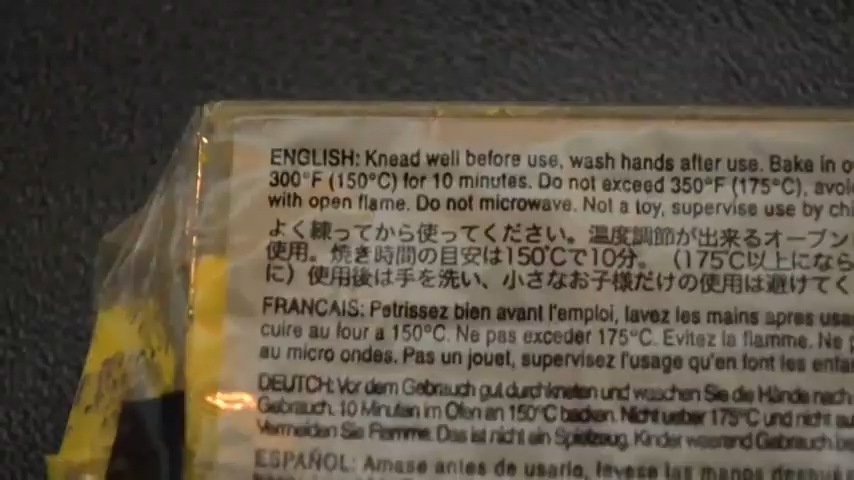 ENGLISH: Knead well before use, wash hands after use. Bake in
300°F (150°C) for 10 minutes. Do not exceed 350°F (175°C), avoi
with open flame. Do not microwave. Not a toy, supervise use by chi
よく練ってから使ってください。温度調節が出来るオーブン
使用。焼き時間の目安は150℃で10分。(175℃以上になら
に)使用後は手を洗い、小さなお子様だけの使用は避けてく
FRANCAIS: Petrissez bien avant l'emploi, lavez les mains apres usa
cuire au four a 150°C. Ne pas exceder 175°C. Evitez la flamme. Ne
au micro ondes. Pas un jouet, supervisez l'usage qu'en font les enfa
DEUTCH: Vor dem Gebrauch gut durchkneten und waschen Sie die Hände nach
Gebrauch. 10 Minuten im Ofen an 150°C backen. Nicht ueber 175°C und nicht
Vermeiden Sie Flamme. Das ist nicht ein Spielzeug. Kinder Gebrauch
ESPAÑOL: Amase antes de usarlo, lavese las manos despues